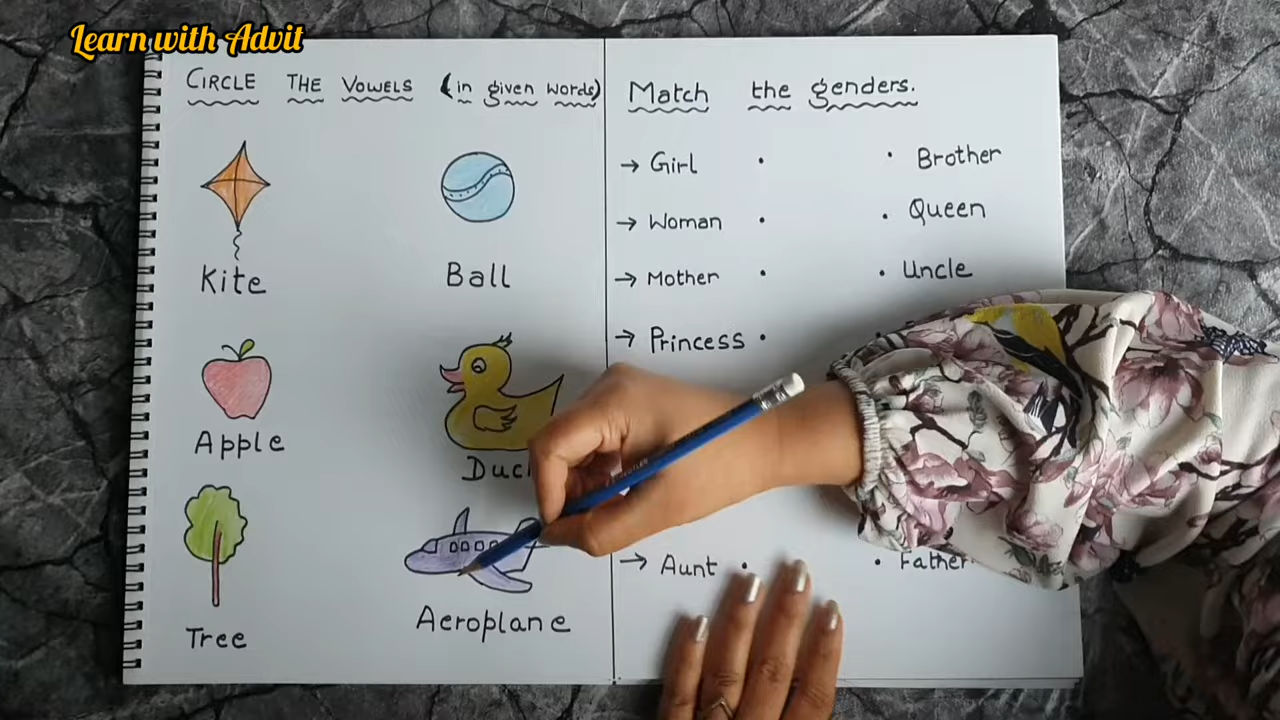 Learn with Advit
CIRCLE THE VOWELS (in given words)
Kite
Ball
Apple
Duc
Tree
Aeroplane
Match the genders.
→ Girl • • Brother
→ Woman • • Queen
→ Mother • • Uncle
→ Princess •
→ Aunt • • Father